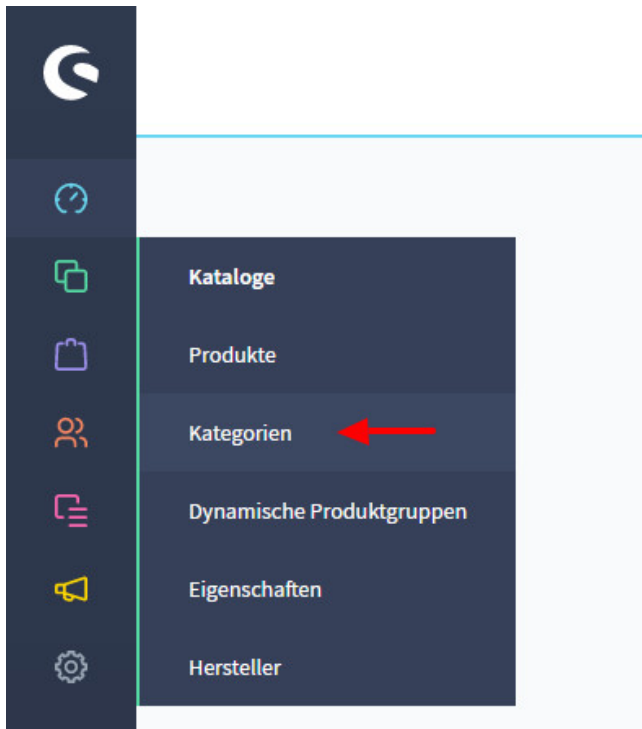 Kataloge
Produkte
Kategorien
Dynamische Produktgruppen
Eigenschaften
Hersteller